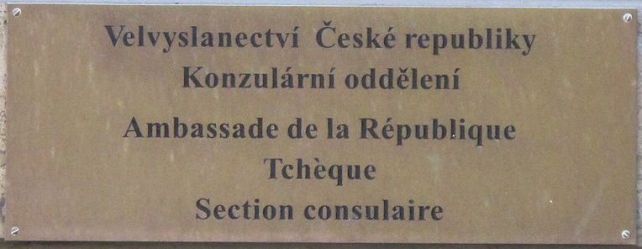 Velvyslanectví České republiky
Konzulární oddělení
Ambassade de la République
Tchèque
Section consulaire